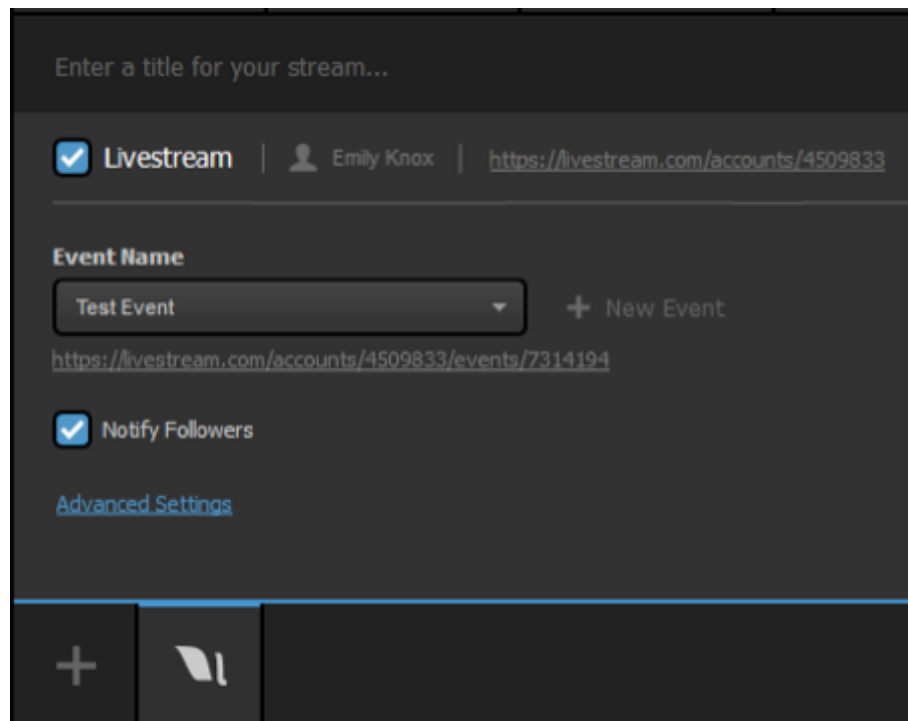 Enter a title for your stream...
Livestream | Emily Knox | https://livestream.com/accounts/4509833
Event Name
Test Event + New Event
https://livestream.com/accounts/4509833/events/7314194
Notify Followers
Advanced Settings